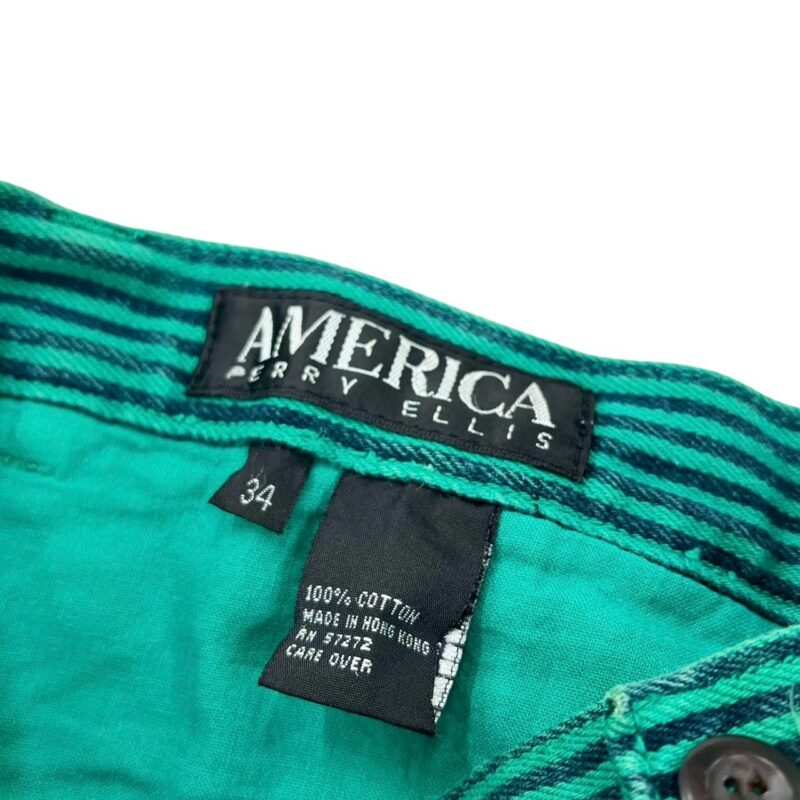 AMERICA
PERRY ELLIS
34
100% COTTON
MADE IN HONG KONG
RN 57272
CARE OVER